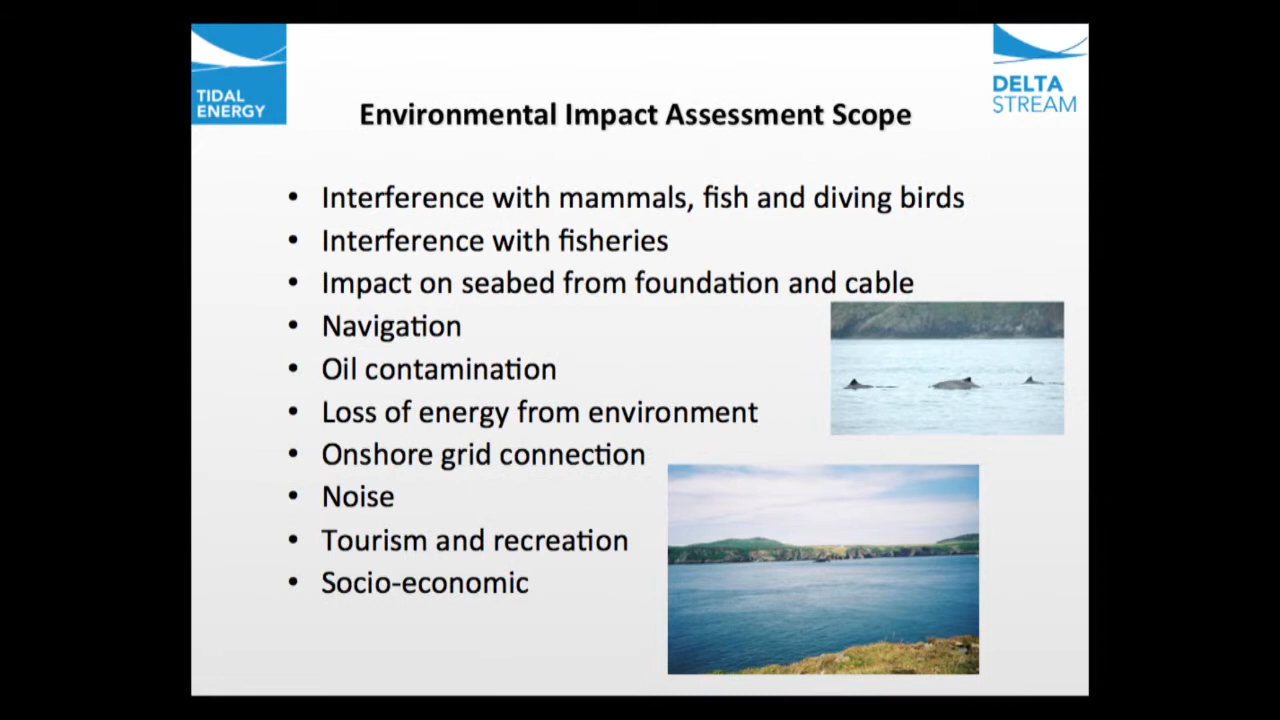 TIDAL
ENERGY
DELTA
STREAM
Environmental Impact Assessment Scope
• Interference with mammals, fish and diving birds
• Interference with fisheries
• Impact on seabed from foundation and cable
• Navigation
• Oil contamination
• Loss of energy from environment
• Onshore grid connection
• Noise
• Tourism and recreation
• Socio-economic